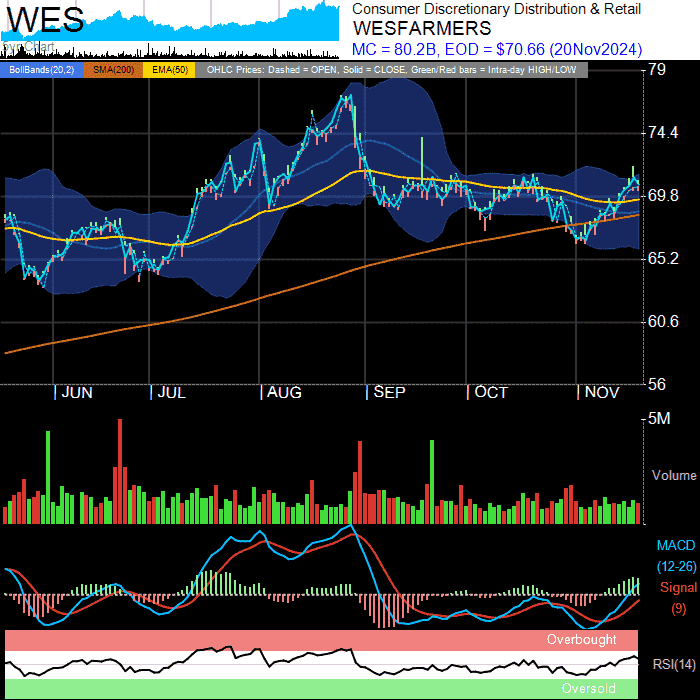 WES
Consumer Discretionary Distribution & Retail
WESFARMERS
MC = 80.2B, EOD = $70.66 (20Nov2024)
BollBands(20,2) SMA(200) EMA(50) OHLC Prices: Dashed = OPEN, Solid = CLOSE, Green/Red bars = Intra-day HIGH/LOW
79
74.4
69.8
65.2
60.6
56
JUN JUL AUG SEP OCT NOV
5M
Volume
MACD
(12-26)
Signal
(9)
Overbought
RSI(14)
Oversold